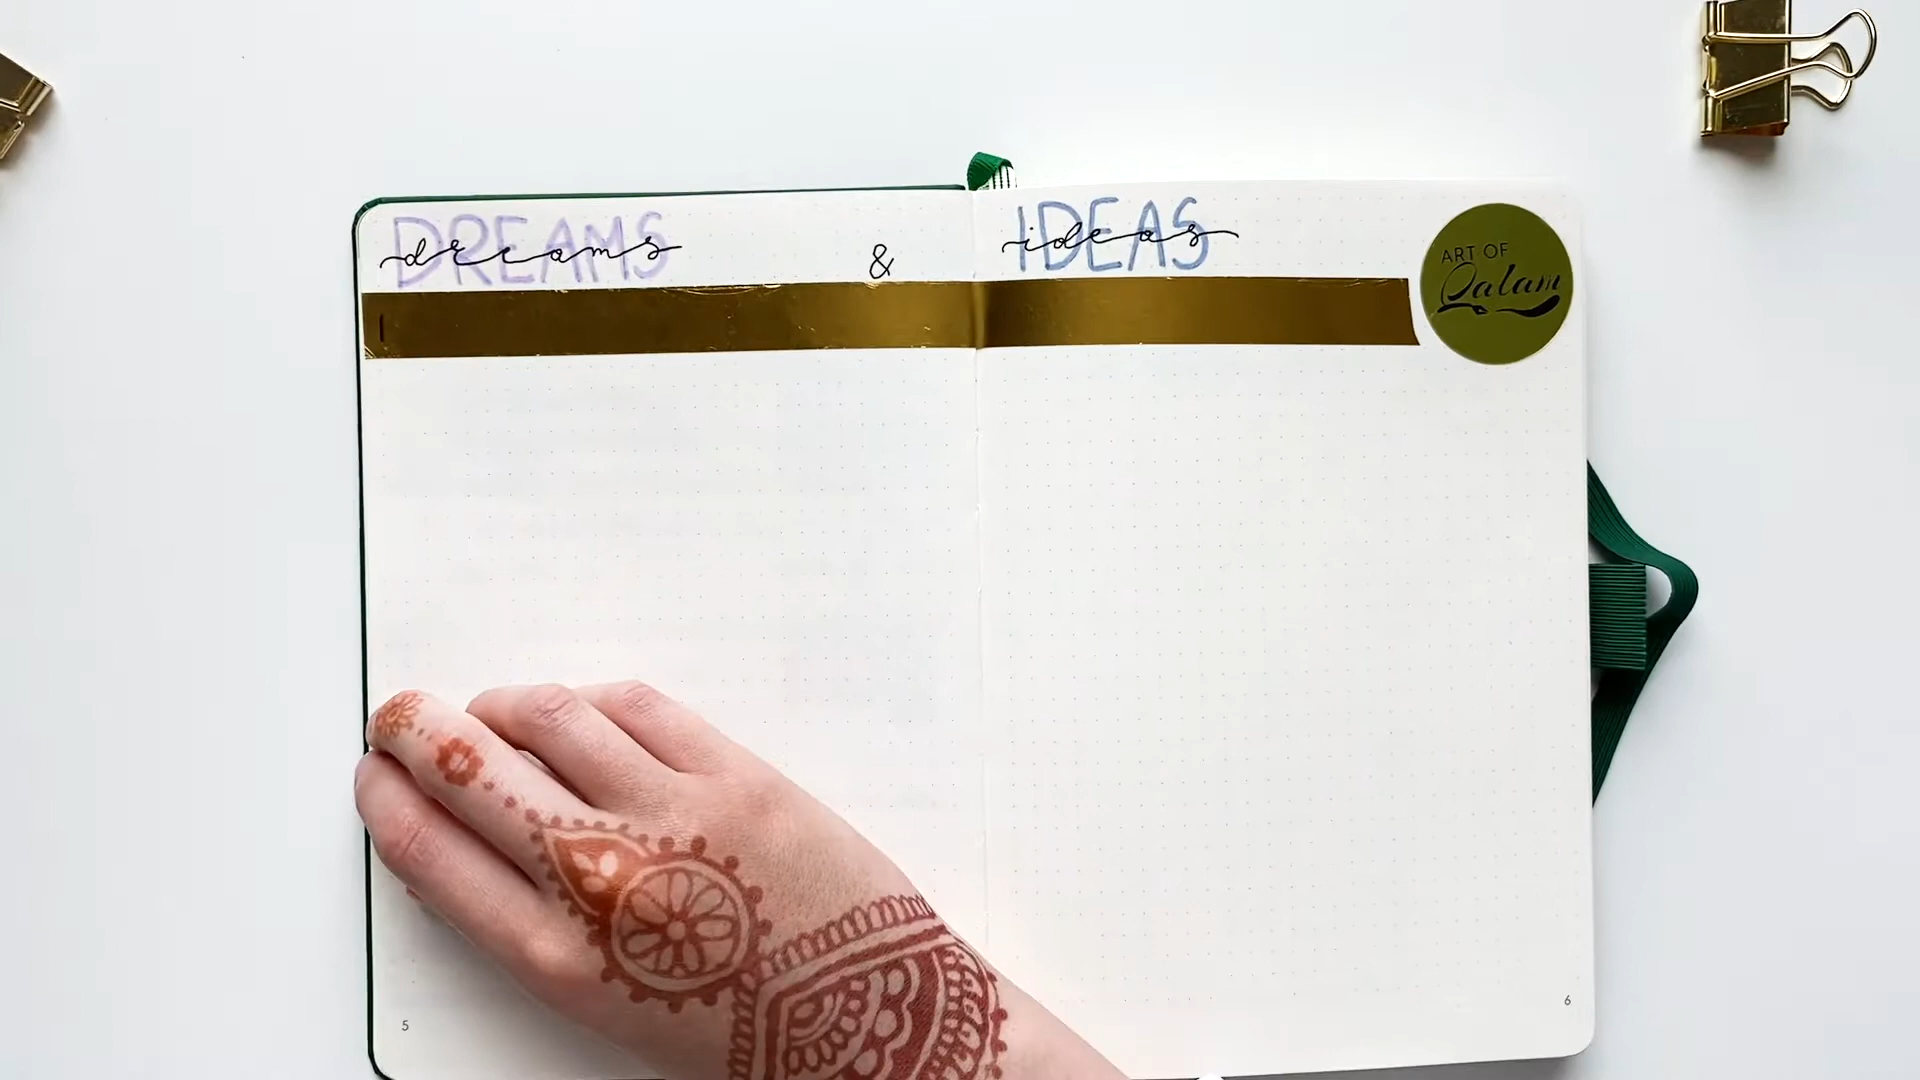 DREAMS
dreams
&
IDEAS
ideas
ART OF
Qalam
5
6